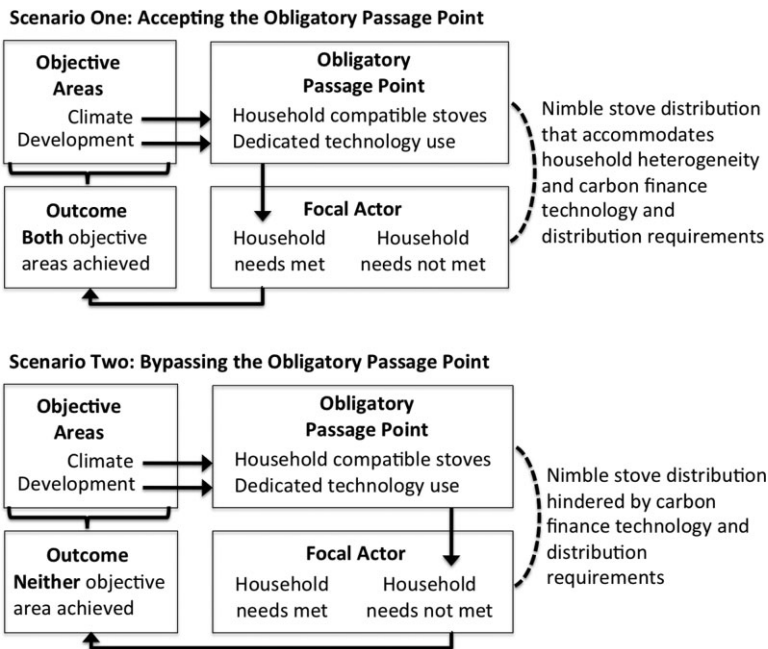 Scenario One: Accepting the Obligatory Passage Point
Objective
Areas
Climate
Development
Obligatory
Passage Point
Household compatible stoves
Dedicated technology use
Nimble stove distribution
that accommodates
household heterogeneity
and carbon finance
technology and
distribution requirements
Outcome
Both objective
areas achieved
Focal Actor
Household
needs met
Household
needs not met
Scenario Two: Bypassing the Obligatory Passage Point
Objective
Areas
Climate
Development
Obligatory
Passage Point
Household compatible stoves
Dedicated technology use
Nimble stove distribution
hindered by carbon
finance technology and
distribution
requirements
Outcome
Neither objective
area achieved
Focal Actor
Household
needs met
Household
needs not met